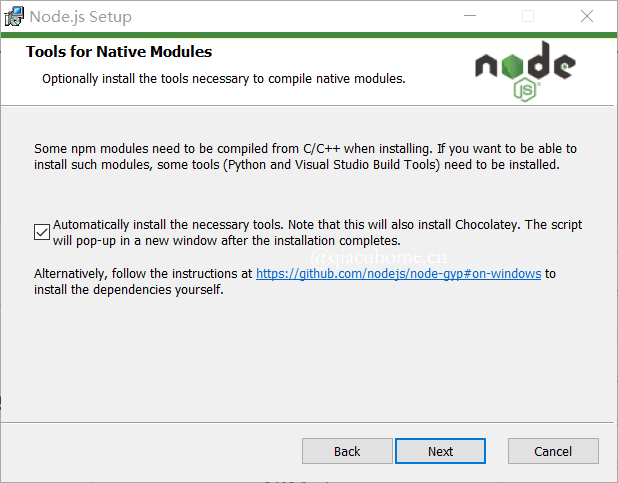 Node.js Setup
Tools for Native Modules
Optionally install the tools necessary to compile native modules.
node
JS
Some npm modules need to be compiled from C/C++ when installing. If you want to be able to
install such modules, some tools (Python and Visual Studio Build Tools) need to be installed.
Automatically install the necessary tools. Note that this will also install Chocolatey. The script
will pop-up in a new window after the installation completes.
@qiacuhome.cn
Alternatively, follow the instructions at https://github.com/nodejs/node-gyp#on-windows to
install the dependencies yourself.
Back
Next
Cancel